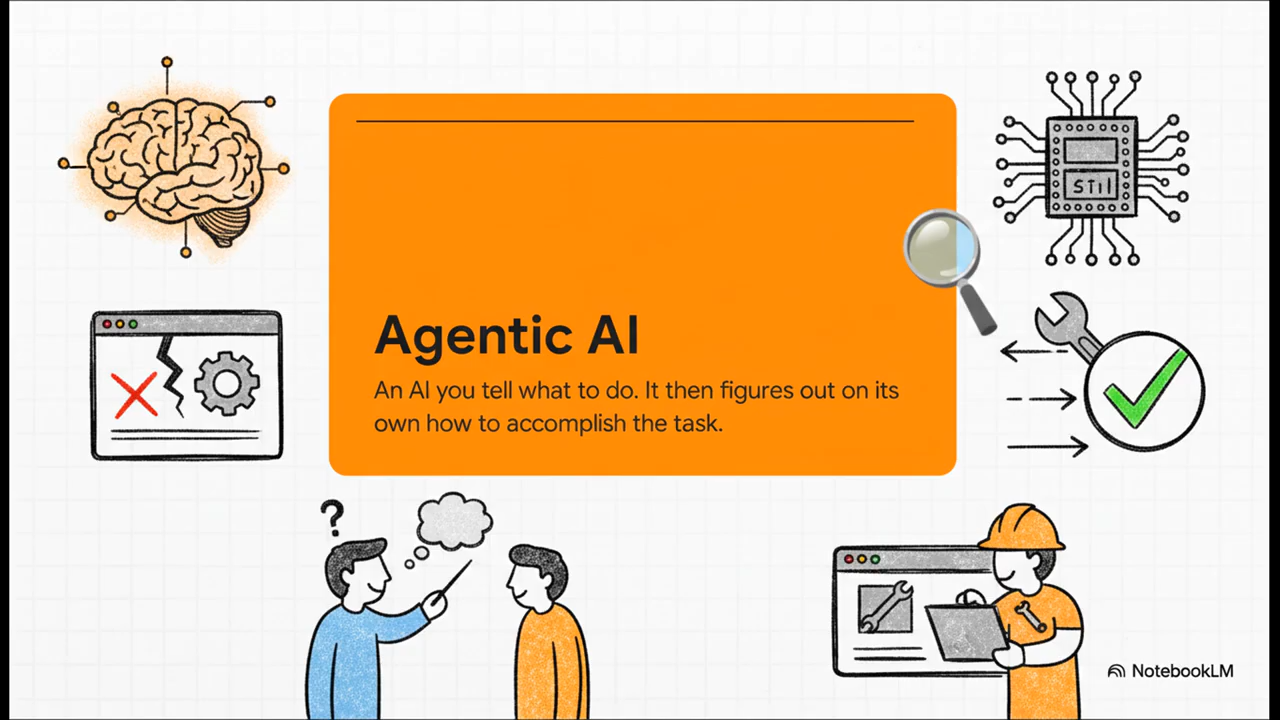 Agentic AI
An AI you tell what to do. It then figures out on its
own how to accomplish the task.
?
NotebookLM